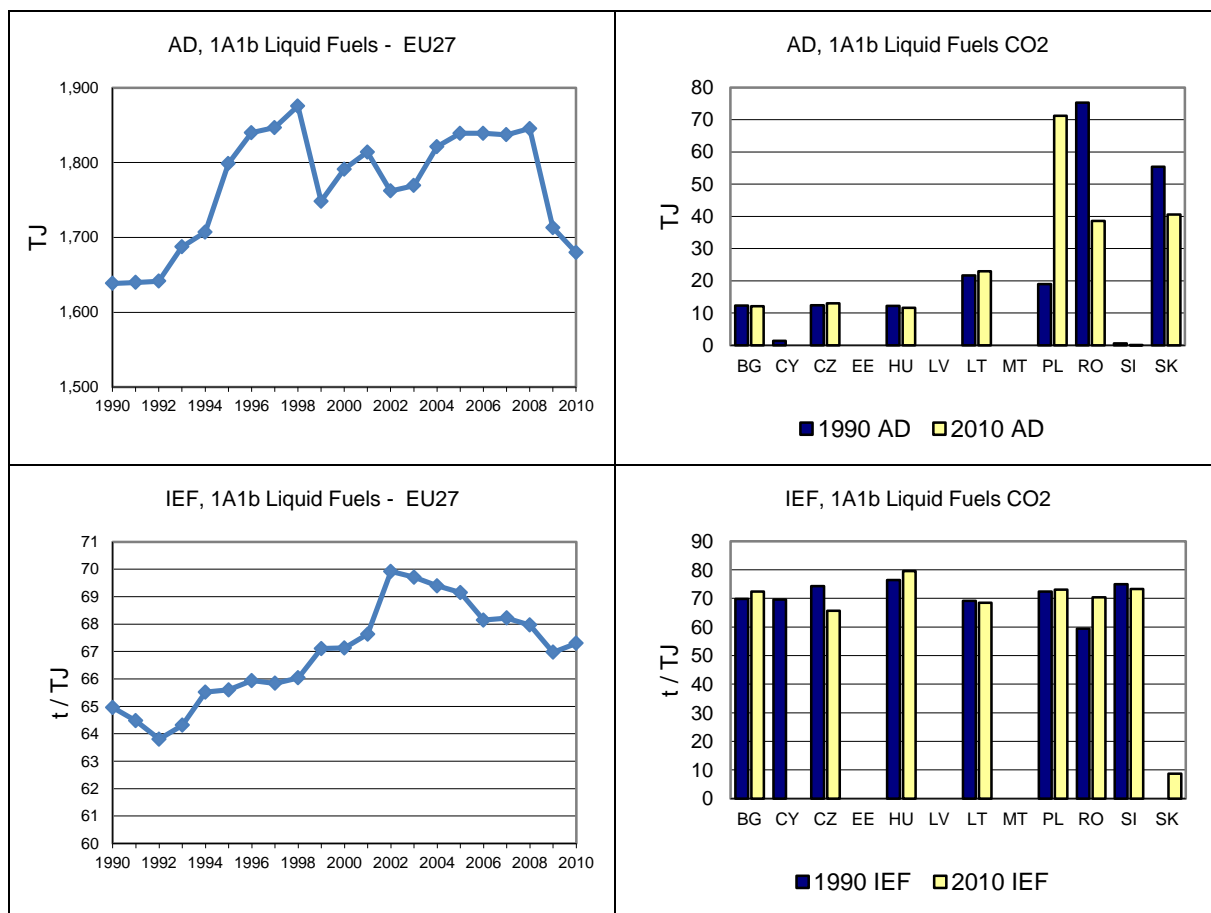 AD, 1A1b Liquid Fuels - EU27
1,900
1,800
1,700
1,600
1,500
TJ
1990 1992 1994 1996 1998 2000 2002 2004 2006 2008 2010
AD, 1A1b Liquid Fuels CO2
80
70
60
50
40
30
20
10
0
TJ
BG CY CZ EE HU LV LT MT PL RO SI SK
1990 AD 2010 AD
IEF, 1A1b Liquid Fuels - EU27
71
70
69
68
67
66
65
64
63
62
61
60
t / TJ
1990 1992 1994 1996 1998 2000 2002 2004 2006 2008 2010
IEF, 1A1b Liquid Fuels CO2
90
80
70
60
50
40
30
20
10
0
t / TJ
BG CY CZ EE HU LV LT MT PL RO SI SK
1990 IEF 2010 IEF